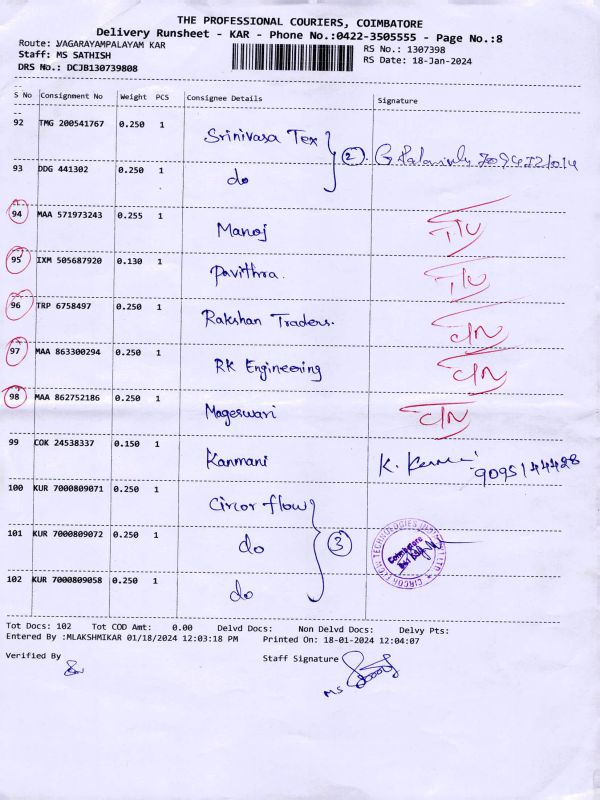 THE PROFESSIONAL COURIERS, COIMBATORE
Delivery Runsheet - KAR - Phone No.:0422-3505555 - Page No.:8
Route: YAGARAYAMPALAYAM KAR
RS No.: 1307398
Staff: MS SATHISH
RS Date: 18-Jan-2024
DRS No.: DCJB130739808
S No Consignment No Weight PCS Consignee Details Signature
92 TMG 200541767 0.250 1 Srinivasa Tex (2)
93 DDG 441302 0.250 1 do
94 MAA 571973243 0.255 1 Manoj
95 IXM 505687920 0.130 1 Pavithra.
96 TRP 6758497 0.250 1 Rakshan Traders. C/N
97 MAA 863300294 0.250 1 RK Engineering C/N
98 MAA 862752186 0.250 1 Mageswari C/N
99 COK 24538337 0.150 1 Kanmani K. 9095144428
100 KUR 7000809071 0.250 1 Circor flow
101 KUR 7000809072 0.250 1 do (3)
102 KUR 7000809058 0.250 1 do
Tot Docs: 102 Tot COD Amt: 0.00 Delvd Docs: Non Delvd Docs: Delvy Pts:
Entered By :MLAKSHMIKAR 01/18/2024 12:03:18 PM Printed On: 18-01-2024 12:04:07
Verified By
Staff Signature
MS